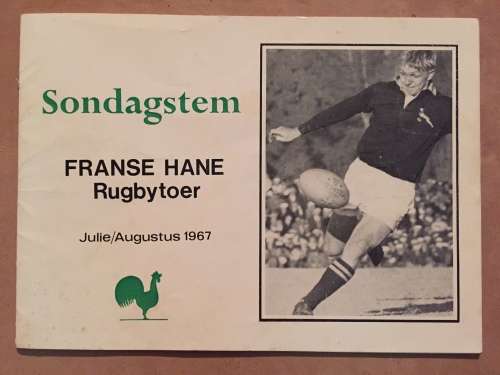 Sondagstem
FRANSE HANE
Rugbytoer
Julie/Augustus 1967